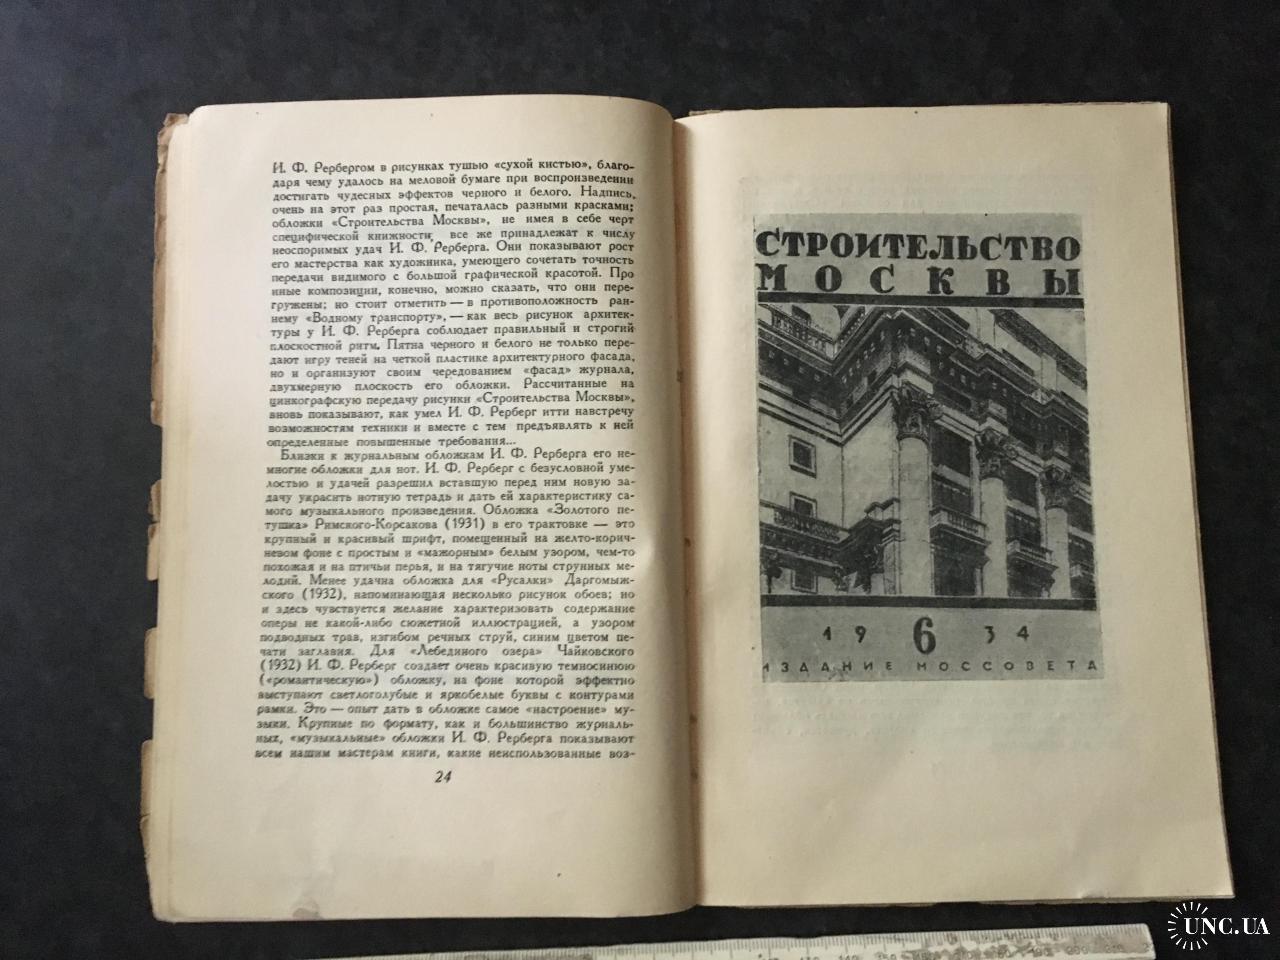 И. Ф. Рербергом в рисунках тушью «сухой кистью», благо-
даря чему удалось на меловой бумаге при воспроизведении
достигать чудесных эффектов черного и белого. Надпись,
очень на этот раз простая, печаталась разными красками;
обложки «Строительства Москвы», не имея в себе черт
специфической книжности, все же принадлежат к числу
неоспоримых удач И. Ф. Рерберга. Они показывают рост
его мастерства как художника, умеющего сочетать точность
передачи видимого с большой графической красотой. Про
иные композиции, конечно, можно сказать, что они пере-
гружены; но стоит отметить — в противоположность ран-
нему «Водному транспорту», — как весь рисунок архитек-
туры у И. Ф. Рерберга соблюдает правильный и строгий
плоскостной ритм. Пятна черного и белого не только пере-
дают игру теней на четкой пластике архитектурного фасада,
но и организуют своим чередованием «фасад» журнала,
двухмерную плоскость его обложки. Рассчитанные на
цинкографскую передачу рисунки «Строительства Москвы»,
вновь показывают, как умел И. Ф. Рерберг итти навстречу
возможностям техники и вместе с тем предъявлять к ней
определенные повышенные требования...
Близки к журнальным обложкам И. Ф. Рерберга его не-
многие обложки для нот. И. Ф. Рерберг с безусловной уме-
лостью и удачей разрешил вставшую перед ним новую за-
дачу украсить нотную тетрадь и дать ей характеристику са-
мого музыкального произведения. Обложка «Золотого пе-
тушка» Римского-Корсакова (1931) в его трактовке — это
крупный и красивый шрифт, помещенный на желто-корич-
невом фоне с простым и «мажорным» белым узором, чем-то
похожая и на птичьи перья, и на тягучие ноты струнных ме-
лодий. Менее удачна обложка для «Русалки» Даргомыж-
ского (1932), напоминающая несколько рисунок обоев; но
и здесь чувствуется желание характеризовать содержание
оперы не какой-либо сюжетной иллюстрацией, а узором
подводных трав, изгибом речных струй, синим цветом пе-
чати заглавия. Для «Лебединого озера» Чайковского
(1932) И. Ф. Рерберг создает очень красивую темносинюю
(«романтическую») обложку, на фоне которой эффектно
выступают светлоголубые и яркобелые буквы с контурами
рамки. Это — опыт дать в обложке самое «настроение» му-
зыки. Крупные по формату, как и большинство журналь-
ных, «музыкальные» обложки И. Ф. Рерберга показывают
всем нашим мастерам книги, какие неиспользованные воз-
24
СТРОИТЕЛЬСТВО
МОСКВЫ
19 6 34
ИЗДАНИЕ МОССОВЕТА
UNC.UA